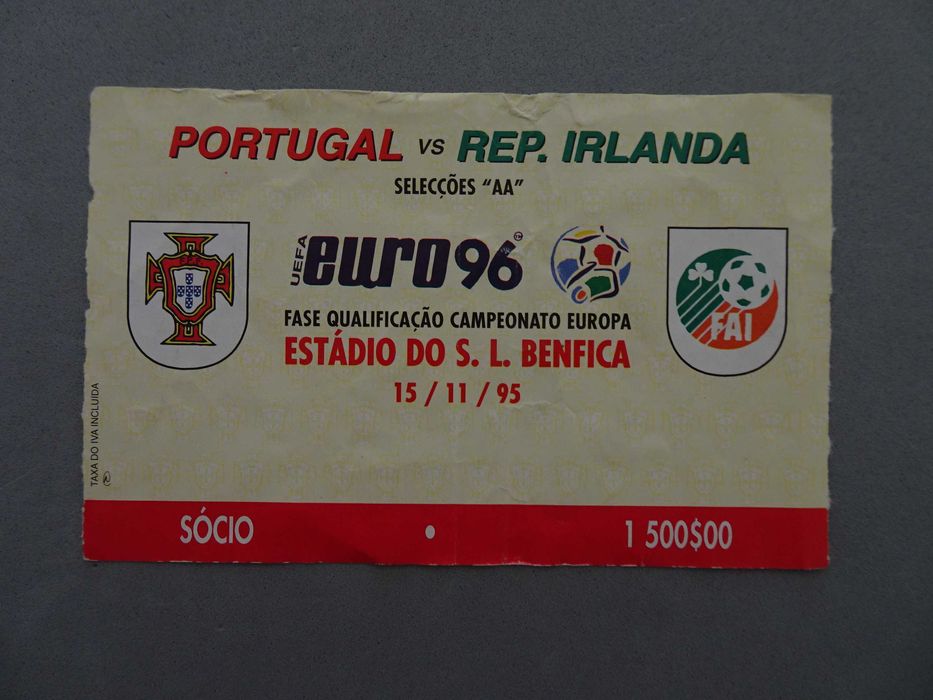 PORTUGAL VS REP. IRLANDA
SELECÇÕES "AA"
F.P.F.
UEFA euro96
FASE QUALIFICAÇÃO CAMPEONATO EUROPA
ESTÁDIO DO S. L. BENFICA
15 / 11 / 95
FAI
TAXA DO IVA INCLUIDA
SÓCIO • 1 500$00